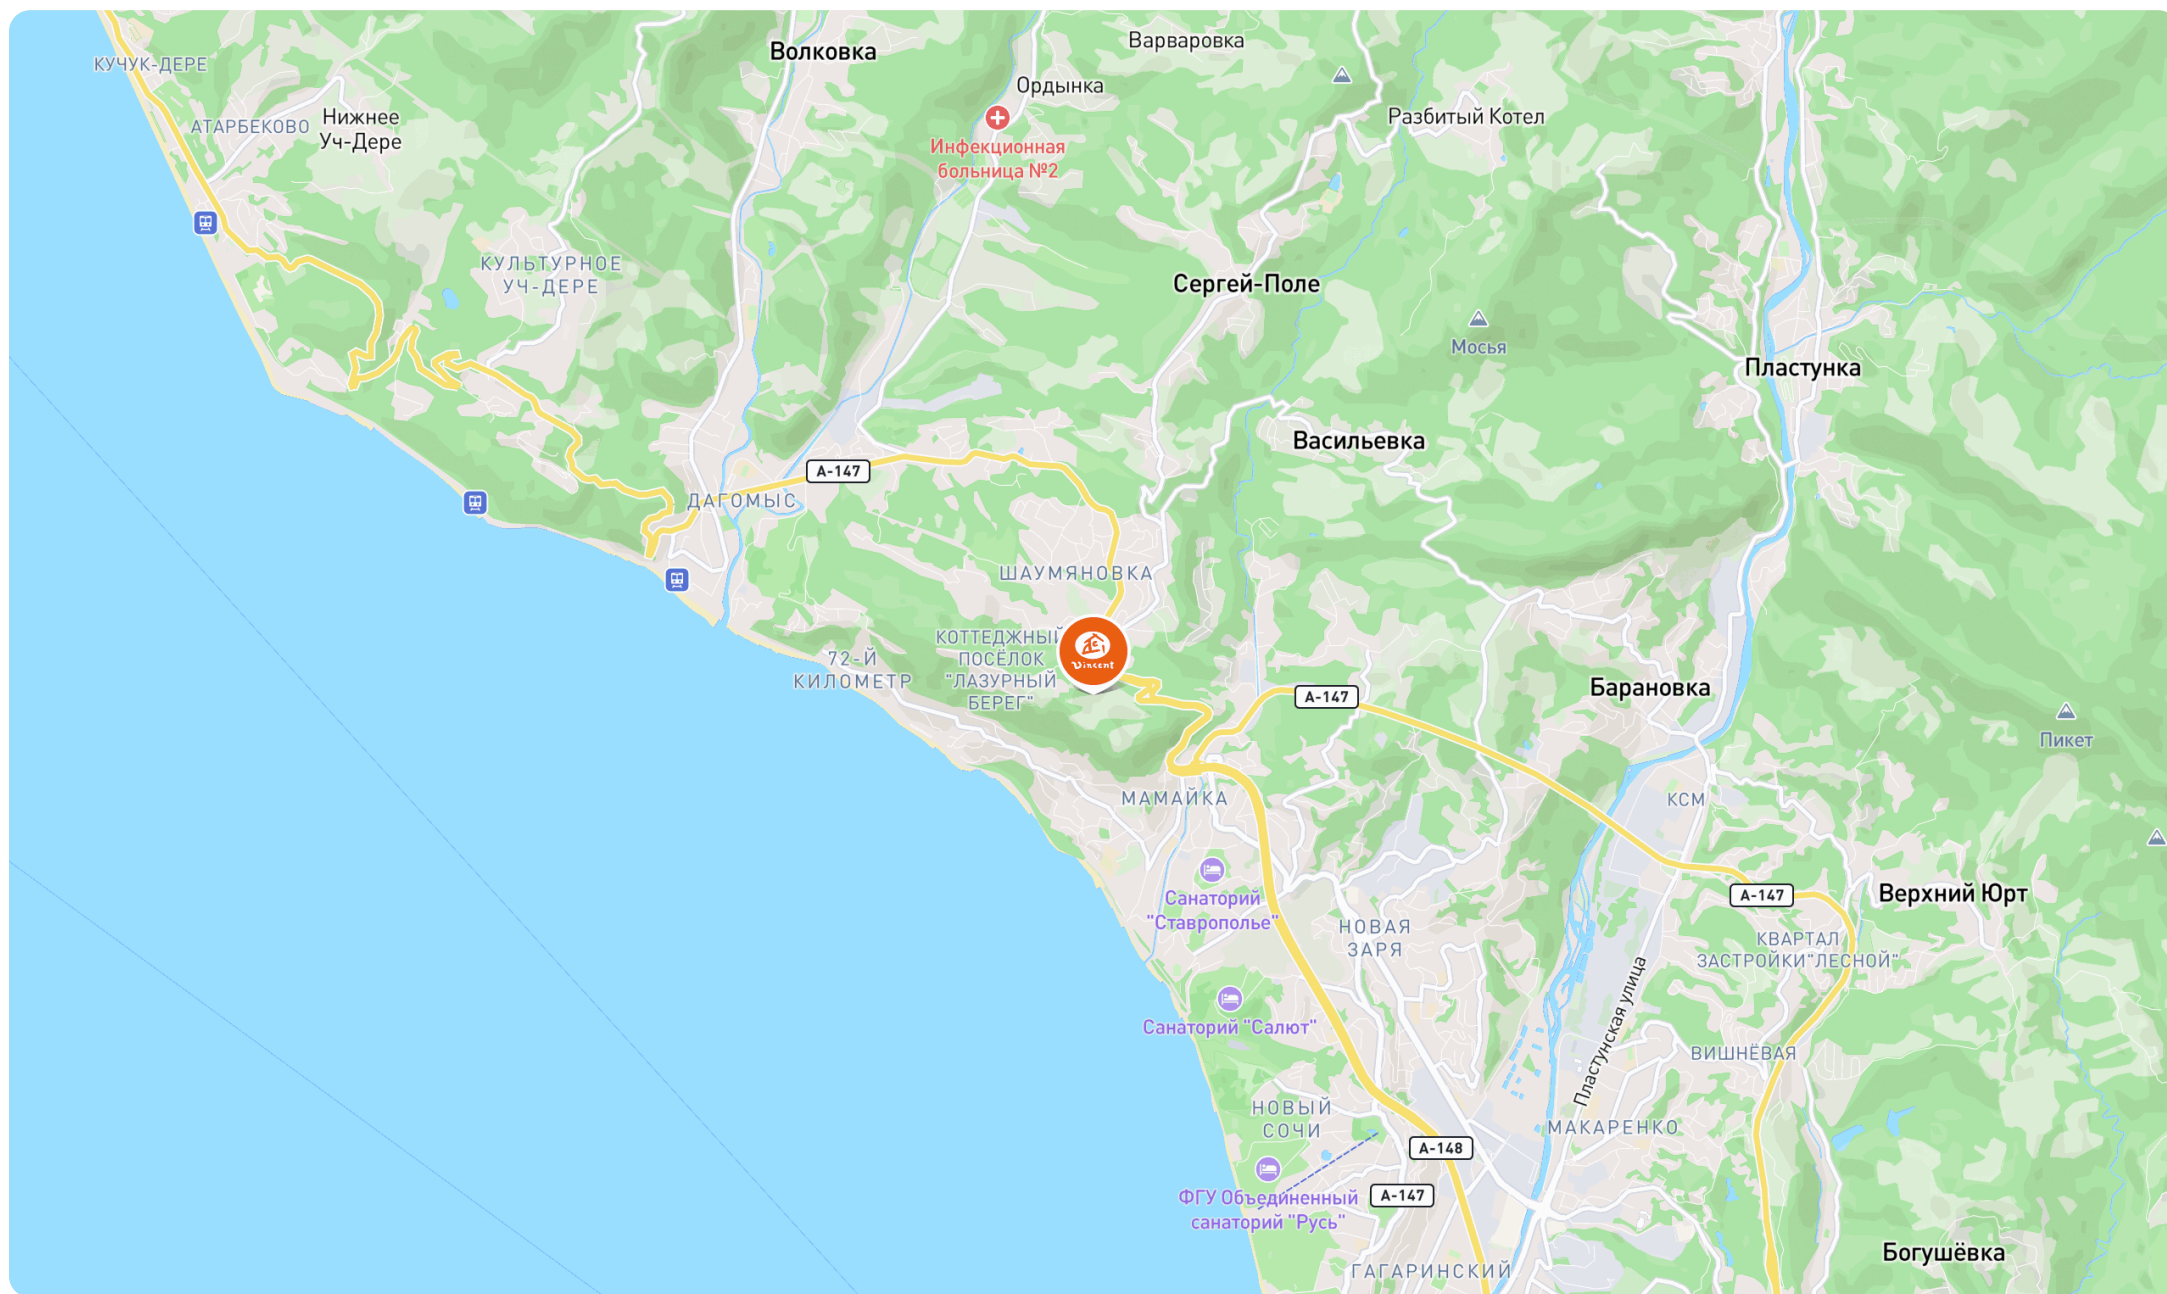 Варваровка
Волковка
КУЧУК-ДЕРЕ
Ордынка
Нижнее
Уч-Дере
АТАРБЕКОВО
Разбитый Котел
Инфекционная
больница №2
КУЛЬТУРНОЕ
УЧ-ДЕРЕ
Сергей-Поле
Мосья
Пластунка
Васильевка
А-147
ДАГОМЫС
ШАУМЯНОВКА
КОТТЕДЖНЫЙ
ПОСЁЛОК
"ЛАЗУРНЫЙ
БЕРЕГ"
Vincent
72-Й
КИЛОМЕТР
А-147
Барановка
Пикет
МАМАЙКА
КСМ
Санаторий
"Ставрополье"
А-147
Верхний Юрт
НОВАЯ
ЗАРЯ
КВАРТАЛ
ЗАСТРОЙКИ"ЛЕСНОЙ"
Санаторий "Салют"
Пластунская улица
ВИШНЁВАЯ
НОВЫЙ
СОЧИ
МАКАРЕНКО
А-148
ФГУ Объединенный
санаторий "Русь"
А-147
Богушёвка
ГАГАРИНСКИЙ